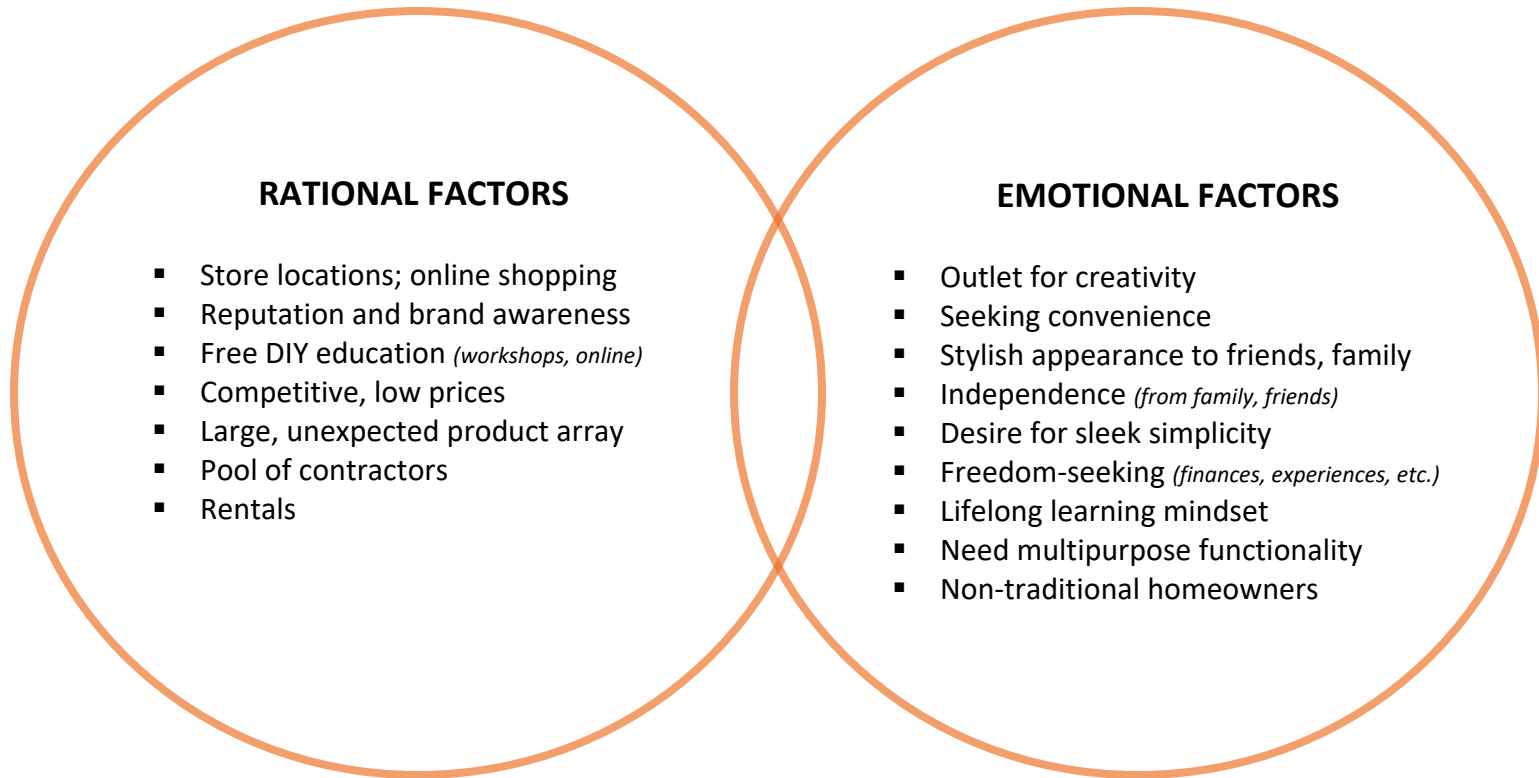 RATIONAL FACTORS
▪ Store locations; online shopping
▪ Reputation and brand awareness
▪ Free DIY education (workshops, online)
▪ Competitive, low prices
▪ Large, unexpected product array
▪ Pool of contractors
▪ Rentals
EMOTIONAL FACTORS
▪ Outlet for creativity
▪ Seeking convenience
▪ Stylish appearance to friends, family
▪ Independence (from family, friends)
▪ Desire for sleek simplicity
▪ Freedom-seeking (finances, experiences, etc.)
▪ Lifelong learning mindset
▪ Need multipurpose functionality
▪ Non-traditional homeowners